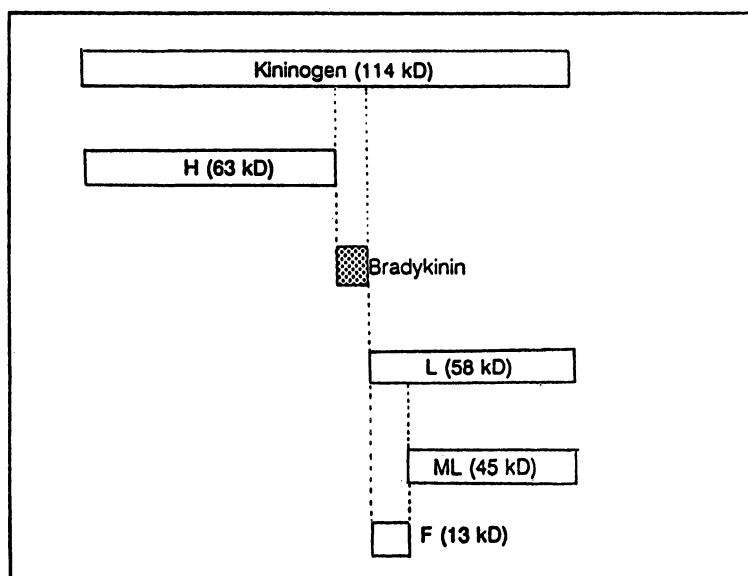 Kininogen (114 kD)
H (63 kD)
Bradykinin
L (58 kD)
ML (45 kD)
F (13 kD)